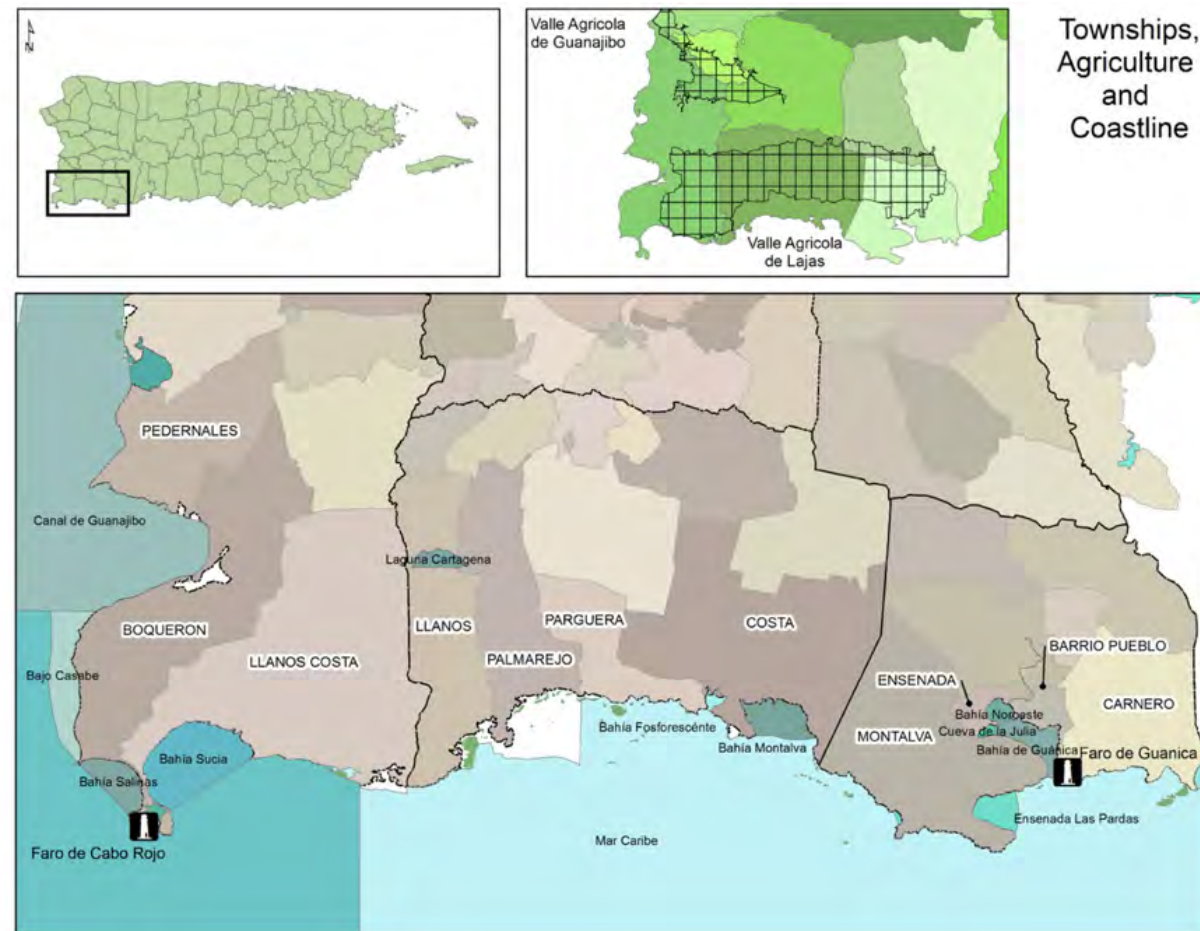 N
Valle Agricola
de Guanajibo
Valle Agricola
de Lajas
Townships,
Agriculture
and
Coastline
PEDERNALES
Canal de Guanajibo
Laguna Cartagena
BOQUERON
LLANOS COSTA
LLANOS
PARGUERA
PALMAREJO
COSTA
BARRIO PUEBLO
ENSENADA
CARNERO
MONTALVA
Bajo Casabe
Bahía Noroeste
Cueva de la Julia
Bahía de Guánica
Faro de Guanica
Bahía Fosforescente
Bahía Montalva
Bahía Sucia
Bahía Salinas
Ensenada Las Pardas
Mar Caribe
Faro de Cabo Rojo